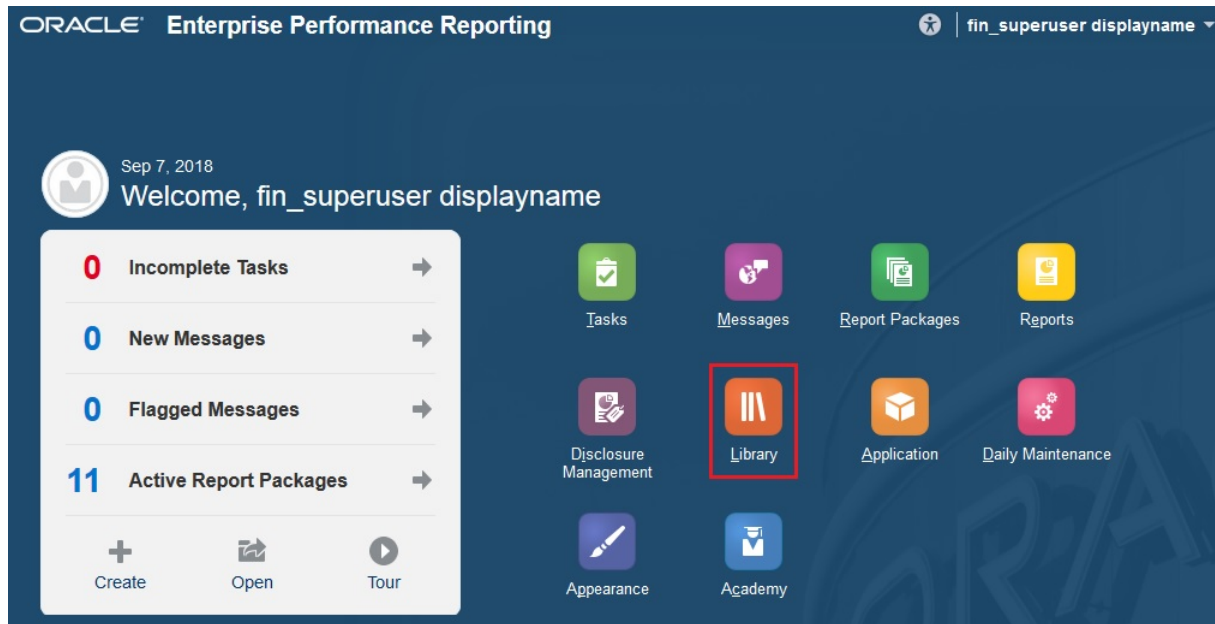 ORACLE Enterprise Performance Reporting
fin_superuser displayname
Sep 7, 2018
Welcome, fin_superuser displayname
0 Incomplete Tasks
0 New Messages
0 Flagged Messages
11 Active Report Packages
Create Open Tour
Tasks Messages Report Packages Reports
Disclosure
Management
Library Application Daily Maintenance
Appearance Academy